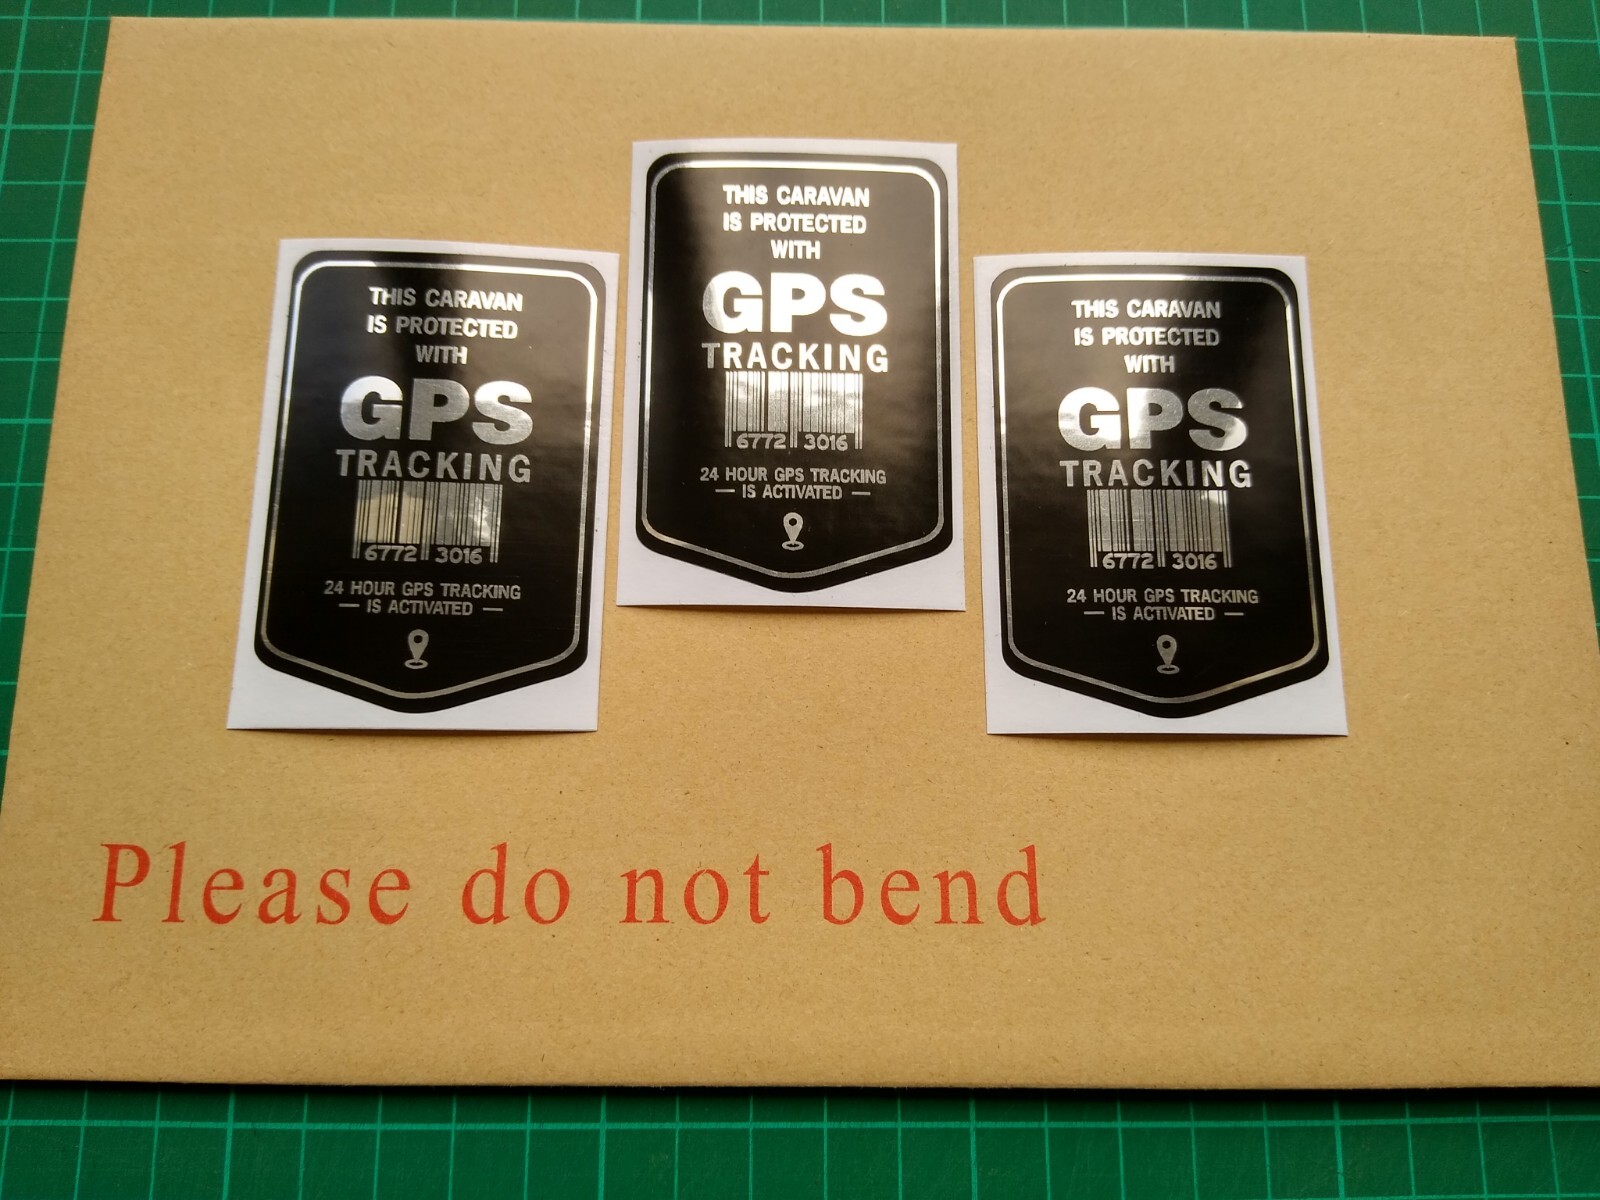 THIS CARAVAN
IS PROTECTED
WITH
GPS
TRACKING
6772 3016
24 HOUR GPS TRACKING
— IS ACTIVATED —
THIS CARAVAN
IS PROTECTED
WITH
GPS
TRACKING
6772 3016
24 HOUR GPS TRACKING
— IS ACTIVATED —
THIS CARAVAN
IS PROTECTED
WITH
GPS
TRACKING
6772 3016
24 HOUR GPS TRACKING
— IS ACTIVATED —
Please do not bend